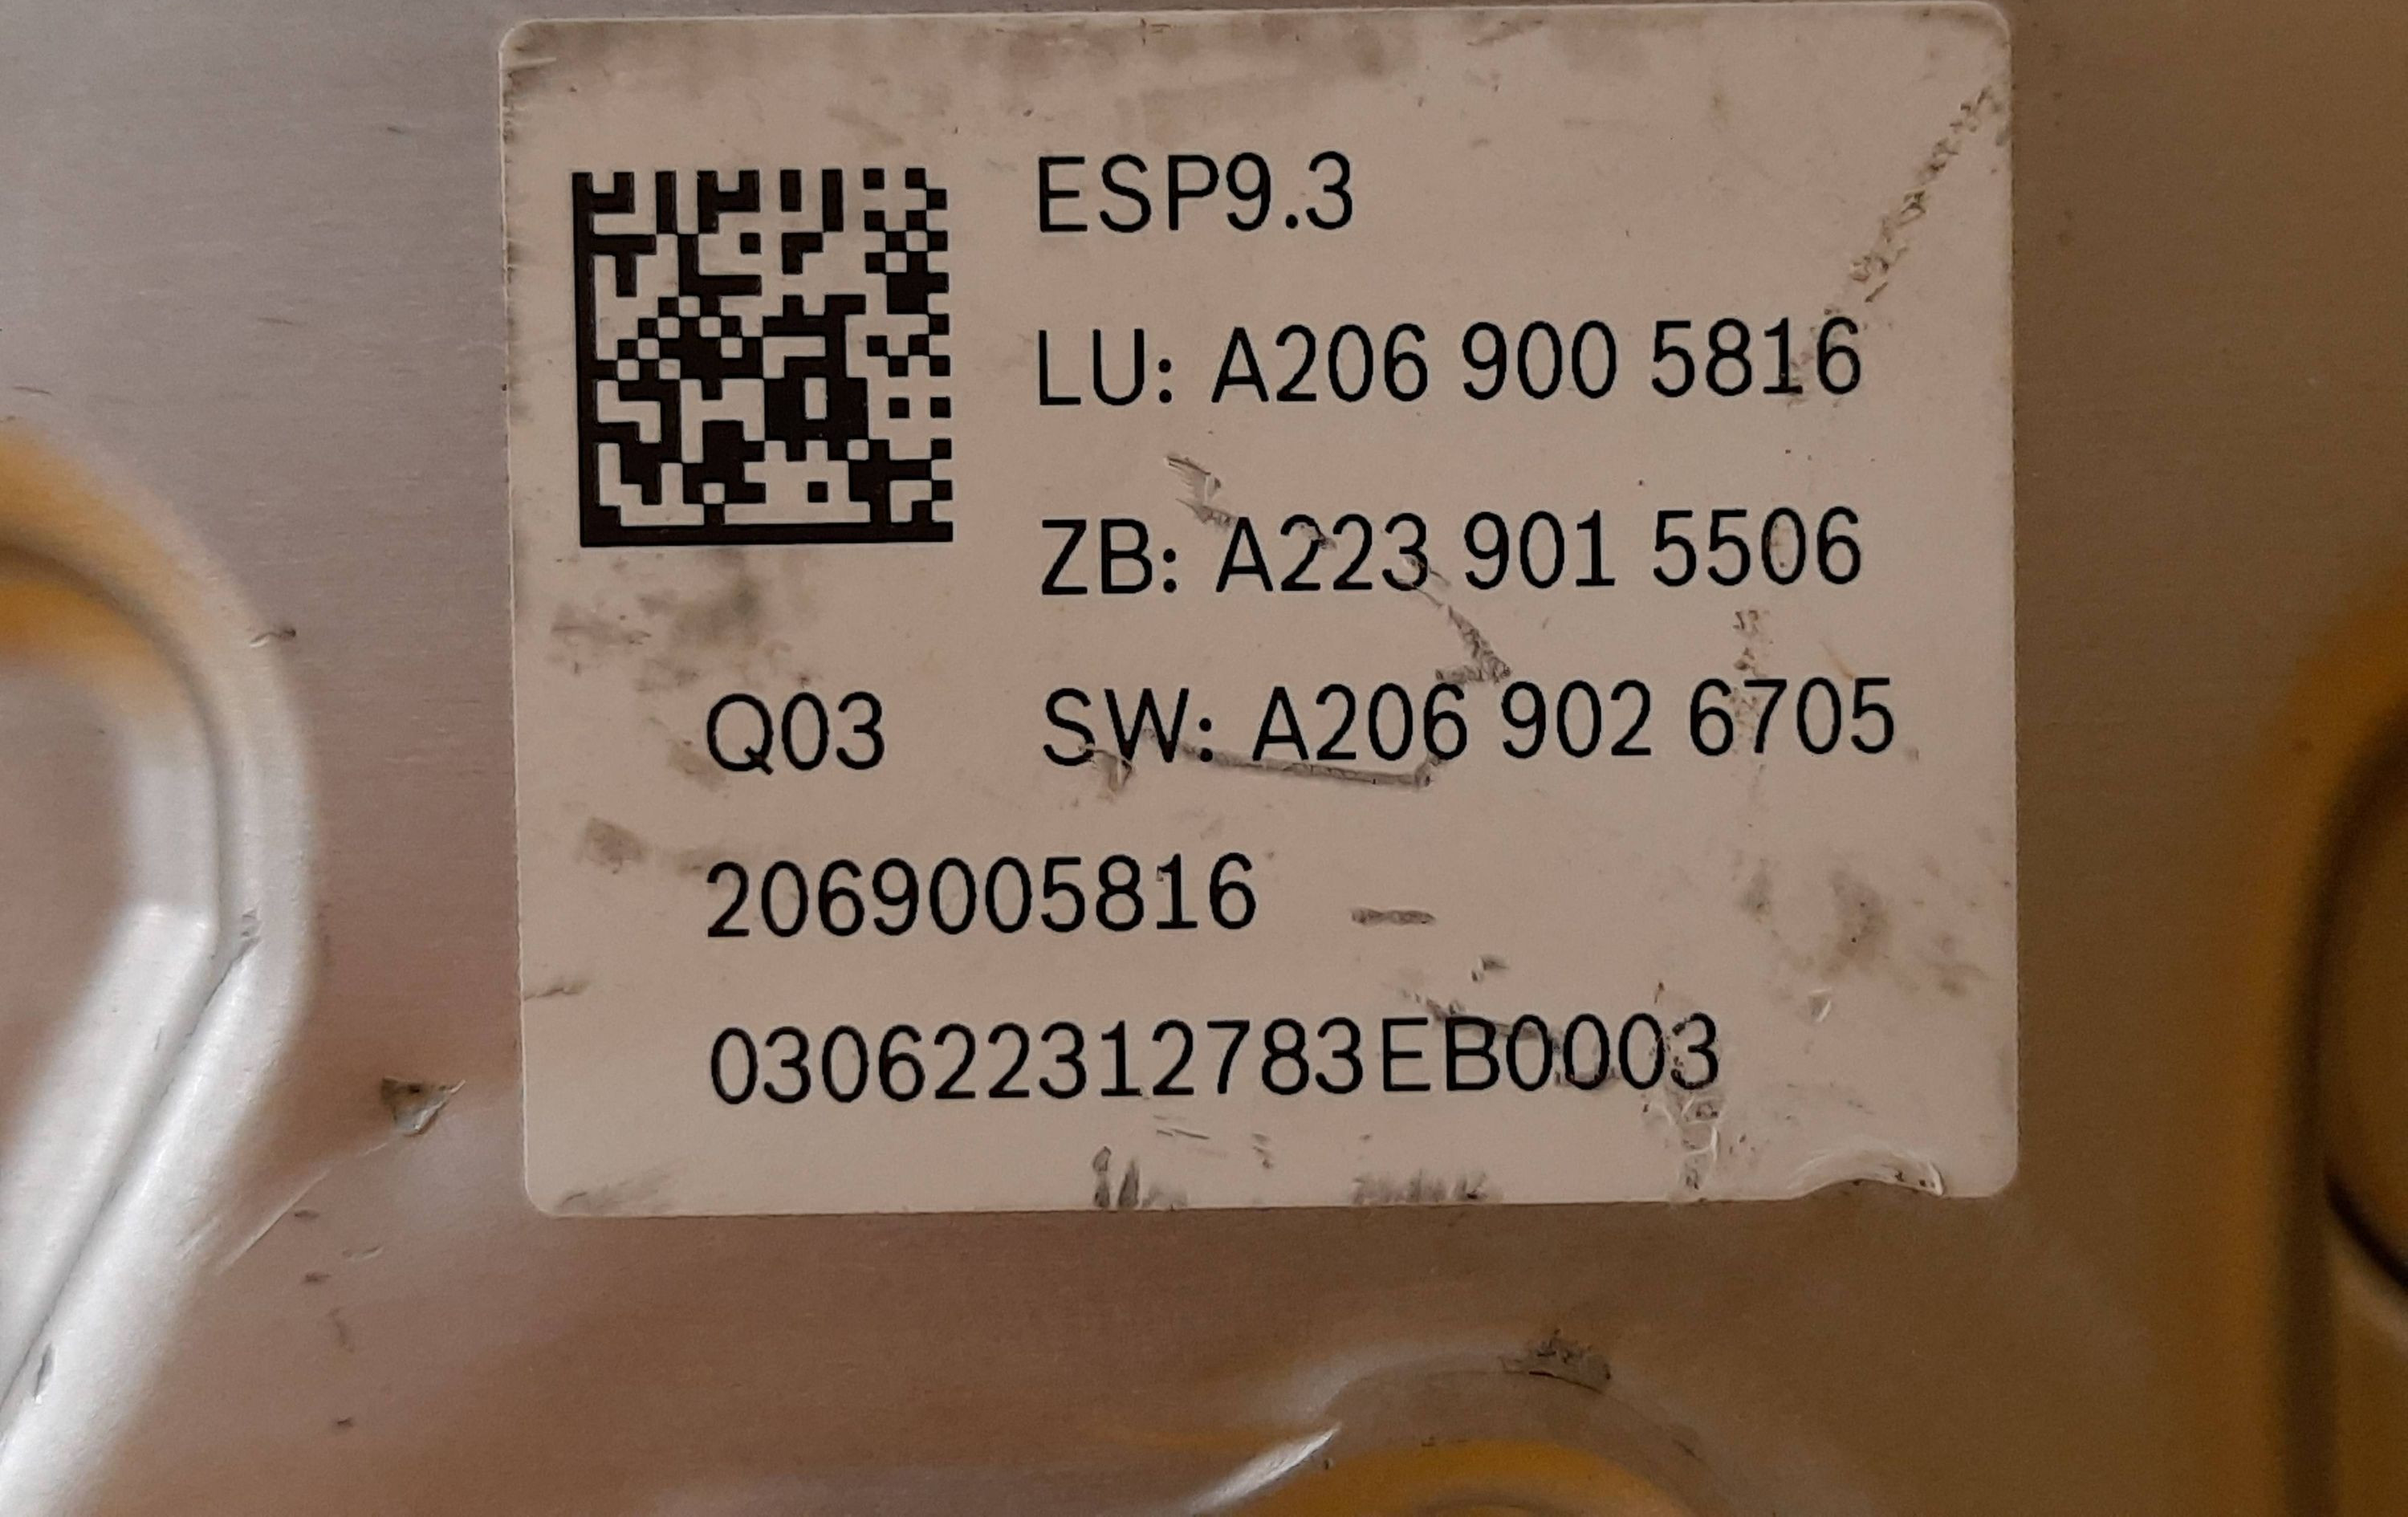 ESP9.3
LU: A206 900 5816
ZB: A223 901 5506
Q03 SW: A206 902 6705
2069005816
030622312783EB0003